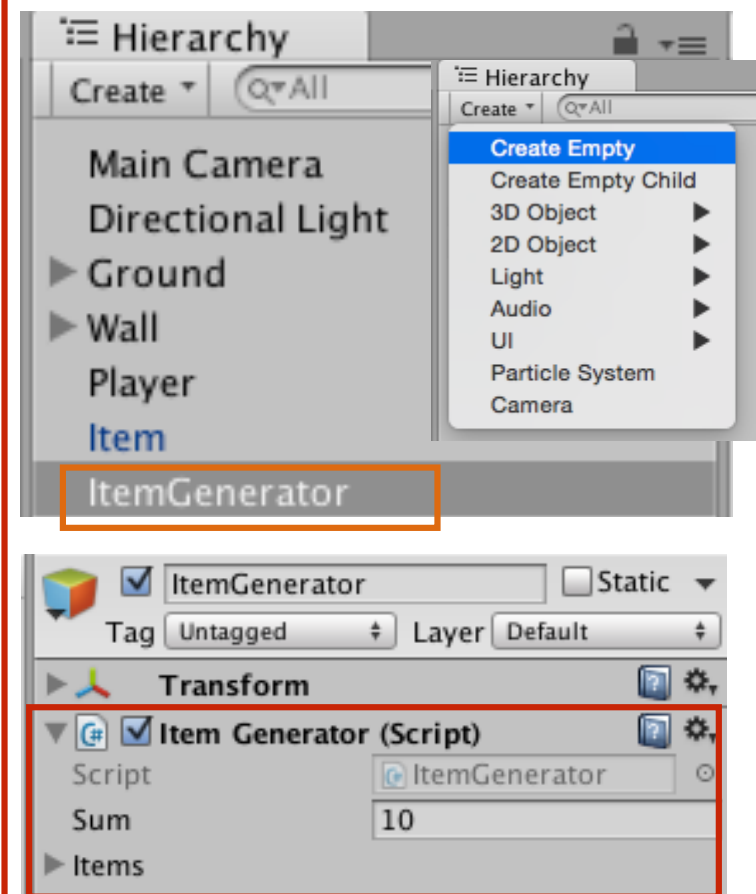 Hierarchy
Create All
Main Camera
Directional Light
Ground
Wall
Player
Item
ItemGenerator
Hierarchy
Create All
Create Empty
Create Empty Child
3D Object
2D Object
Light
Audio
UI
Particle System
Camera
ItemGenerator Static
Tag Untagged Layer Default
Transform
C# Item Generator (Script)
Script ItemGenerator
Sum 10
Items